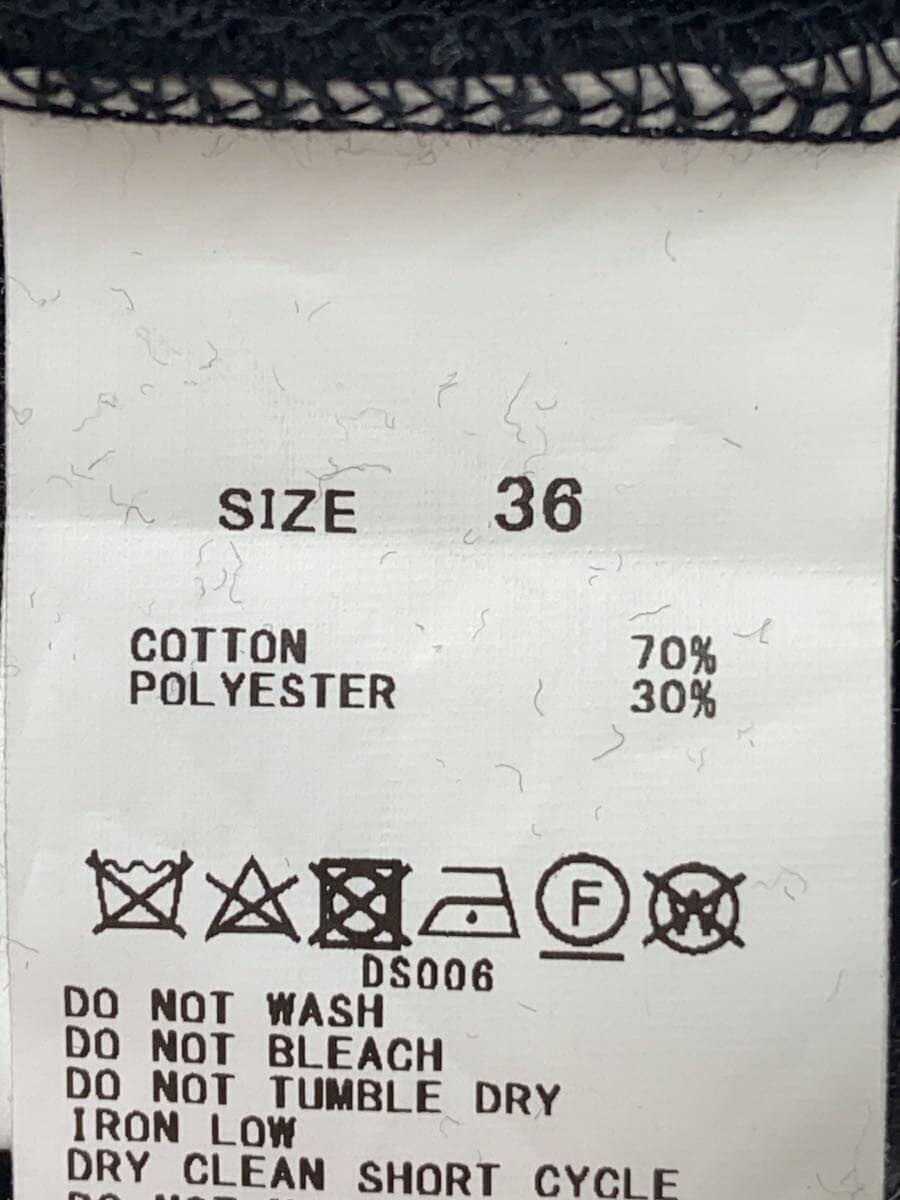 SIZE 36
COTTON 70%
POLYESTER 30%
F W
DS006
DO NOT WASH
DO NOT BLEACH
DO NOT TUMBLE DRY
IRON LOW
DRY CLEAN SHORT CYCLE